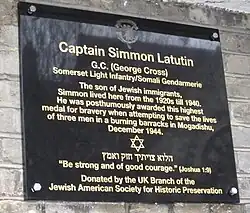 Captain Simmon Latutin
G.C. (George Cross)
Somerset Light Infantry/Somali Gendarmerie
The son of Jewish immigrants,
Simmon lived here from the 1920s till 1940.
He was posthumously awarded this highest
medal for bravery when attempting to save the lives
of three men in a burning barracks in Mogadishu,
December 1944.
הלוא צויתיך חזק ואמץ
"Be strong and of good courage." (Joshua 1:9)
Donated by the UK Branch of the
Jewish American Society for Historic Preservation